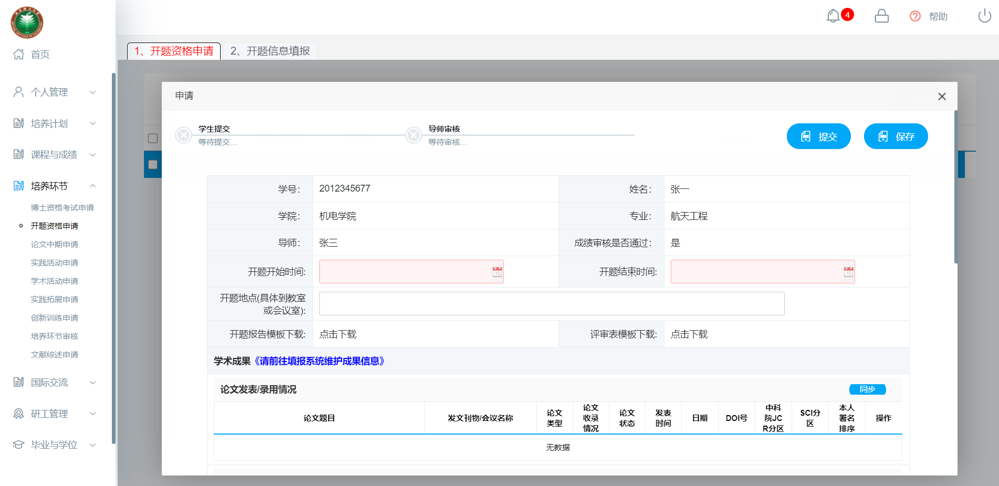 4
帮助
首页
个人管理
培养计划
课程与成绩
培养环节
博士资格考试申请
开题资格申请
论文中期申请
实践活动申请
学术活动申请
实践拓展申请
创新训练申请
培养环节审核
文献综述申请
国际交流
研工管理
毕业与学位
1、开题资格申请
2、开题信息填报
申请
学生提交
等待提交...
导师审核
等待审核...
提交
保存
学号：
2012345677
姓名：
张一
学院：
机电学院
专业：
航天工程
导师：
张三
成绩审核是否通过：
是
开题开始时间:
开题结束时间:
开题地点(具体到教室
或会议室):
开题报告模板下载:
点击下载
评审表模板下载:
点击下载
学术成果《请前往填报系统维护成果信息》
论文发表/录用情况
同步
论文题目
发文刊物/会议名称
论文
类型
论文
收录
情况
论文
状态
发表
时间
日期
DOI号
中科
院JC
R分区
SCI分
区
本人
署名
排序
操作
无数据